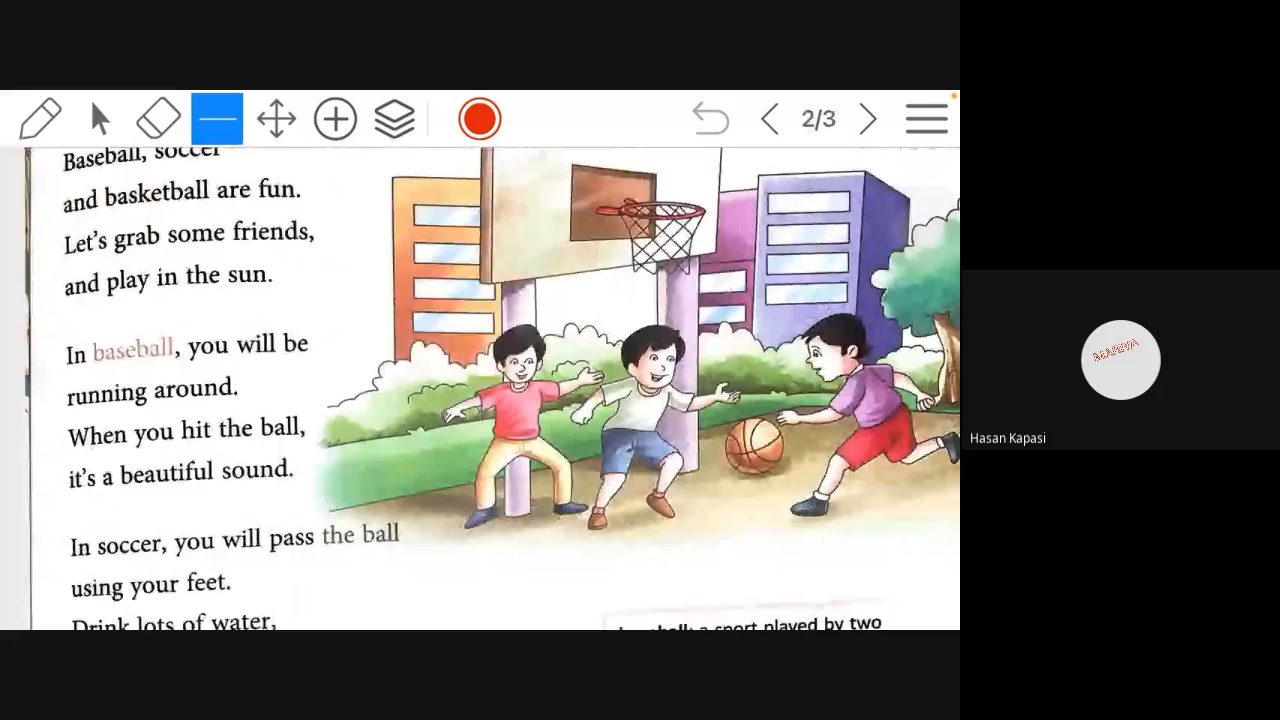 2/3
Baseball, soccer
and basketball are fun.
Let's grab some friends,
and play in the sun.
In baseball, you will be
running around.
When you hit the ball,
it's a beautiful sound.
In soccer, you will pass the ball
using your feet.
Drink lots of water,
a sport played by two
Hasan Kapasi